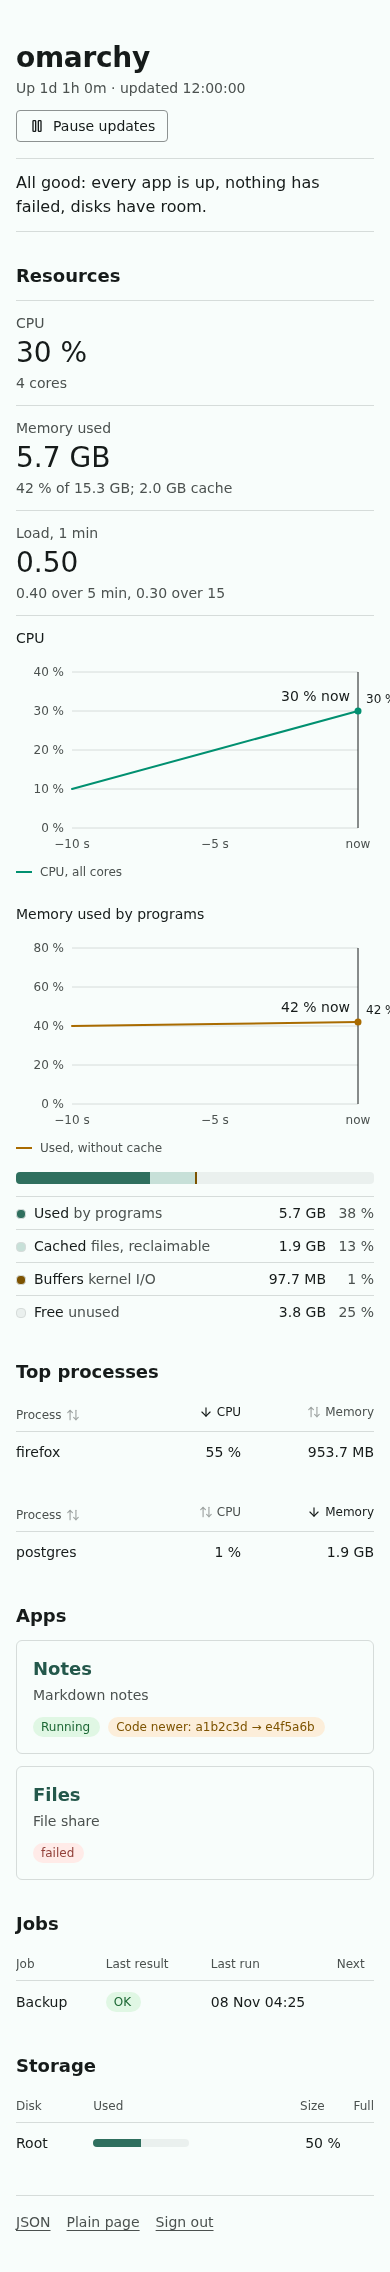 omarchy
Up 1d 1h 0m · updated 12:00:00
Pause updates
All good: every app is up, nothing has
failed, disks have room.
Resources
CPU
30 %
4 cores
Memory used
5.7 GB
42 % of 15.3 GB; 2.0 GB cache
Load, 1 min
0.50
0.40 over 5 min, 0.30 over 15
CPU
40 %
30 % now 30 %
30 %
20 %
10 %
0 %
−10 s −5 s now
CPU, all cores
Memory used by programs
80 %
60 %
42 % now 42 %
40 %
20 %
0 %
−10 s −5 s now
Used, without cache
Used by programs 5.7 GB 38 %
Cached files, reclaimable 1.9 GB 13 %
Buffers kernel I/O 97.7 MB 1 %
Free unused 3.8 GB 25 %
Top processes
Process CPU Memory
firefox 55 % 953.7 MB
Process CPU Memory
postgres 1 % 1.9 GB
Apps
Notes
Markdown notes
Running Code newer: a1b2c3d → e4f5a6b
Files
File share
failed
Jobs
Job Last result Last run Next
Backup OK 08 Nov 04:25
Storage
Disk Used Size Full
Root 50 %
JSON Plain page Sign out